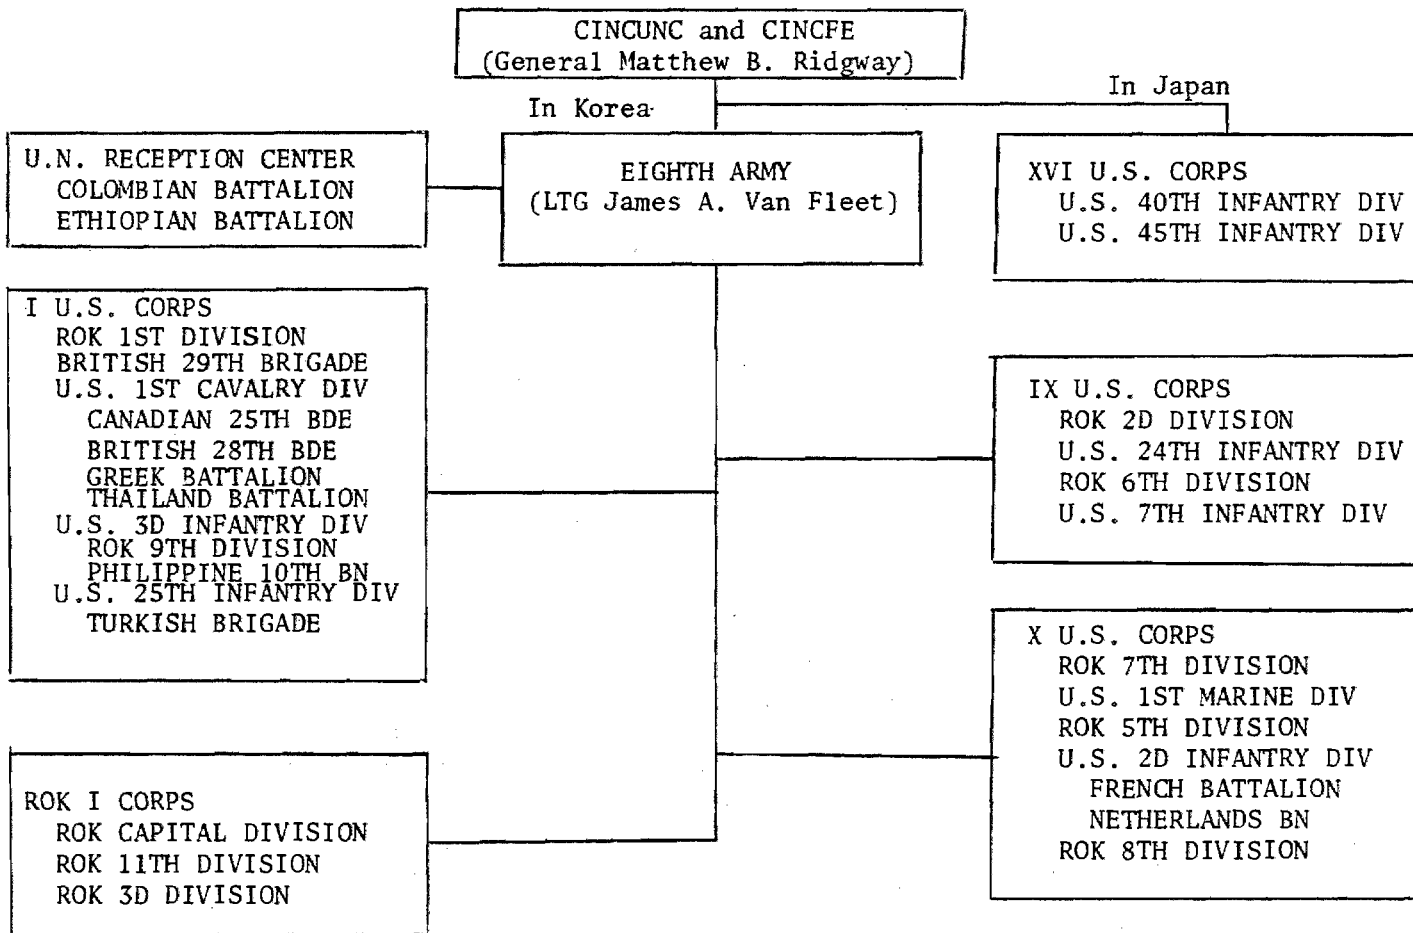 CINCUNC and CINCFE
(General Matthew B. Ridgway)
In Korea
In Japan
U.N. RECEPTION CENTER
COLOMBIAN BATTALION
ETHIOPIAN BATTALION
EIGHTH ARMY
(LTG James A. Van Fleet)
XVI U.S. CORPS
U.S. 40TH INFANTRY DIV
U.S. 45TH INFANTRY DIV
I U.S. CORPS
ROK 1ST DIVISION
BRITISH 29TH BRIGADE
U.S. 1ST CAVALRY DIV
CANADIAN 25TH BDE
BRITISH 28TH BDE
GREEK BATTALION
THAILAND BATTALION
U.S. 3D INFANTRY DIV
ROK 9TH DIVISION
PHILIPPINE 10TH BN
U.S. 25TH INFANTRY DIV
TURKISH BRIGADE
IX U.S. CORPS
ROK 2D DIVISION
U.S. 24TH INFANTRY DIV
ROK 6TH DIVISION
U.S. 7TH INFANTRY DIV
ROK I CORPS
ROK CAPITAL DIVISION
ROK 11TH DIVISION
ROK 3D DIVISION
X U.S. CORPS
ROK 7TH DIVISION
U.S. 1ST MARINE DIV
ROK 5TH DIVISION
U.S. 2D INFANTRY DIV
FRENCH BATTALION
NETHERLANDS BN
ROK 8TH DIVISION